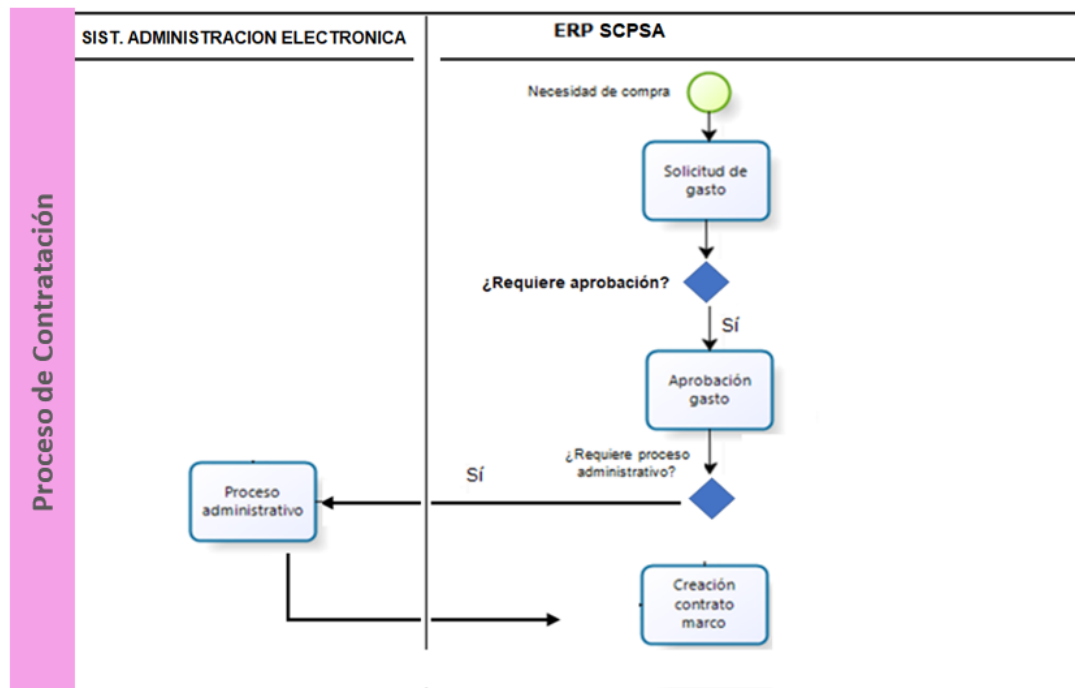 SIST. ADMINISTRACION ELECTRONICA
ERP SCPSA
Proceso de Contratación
Necesidad de compra
Solicitud de
gasto
¿Requiere aprobación?
Sí
Aprobación
gasto
¿Requiere proceso
administrativo?
Sí
Proceso
administrativo
Creación
contrato
marco